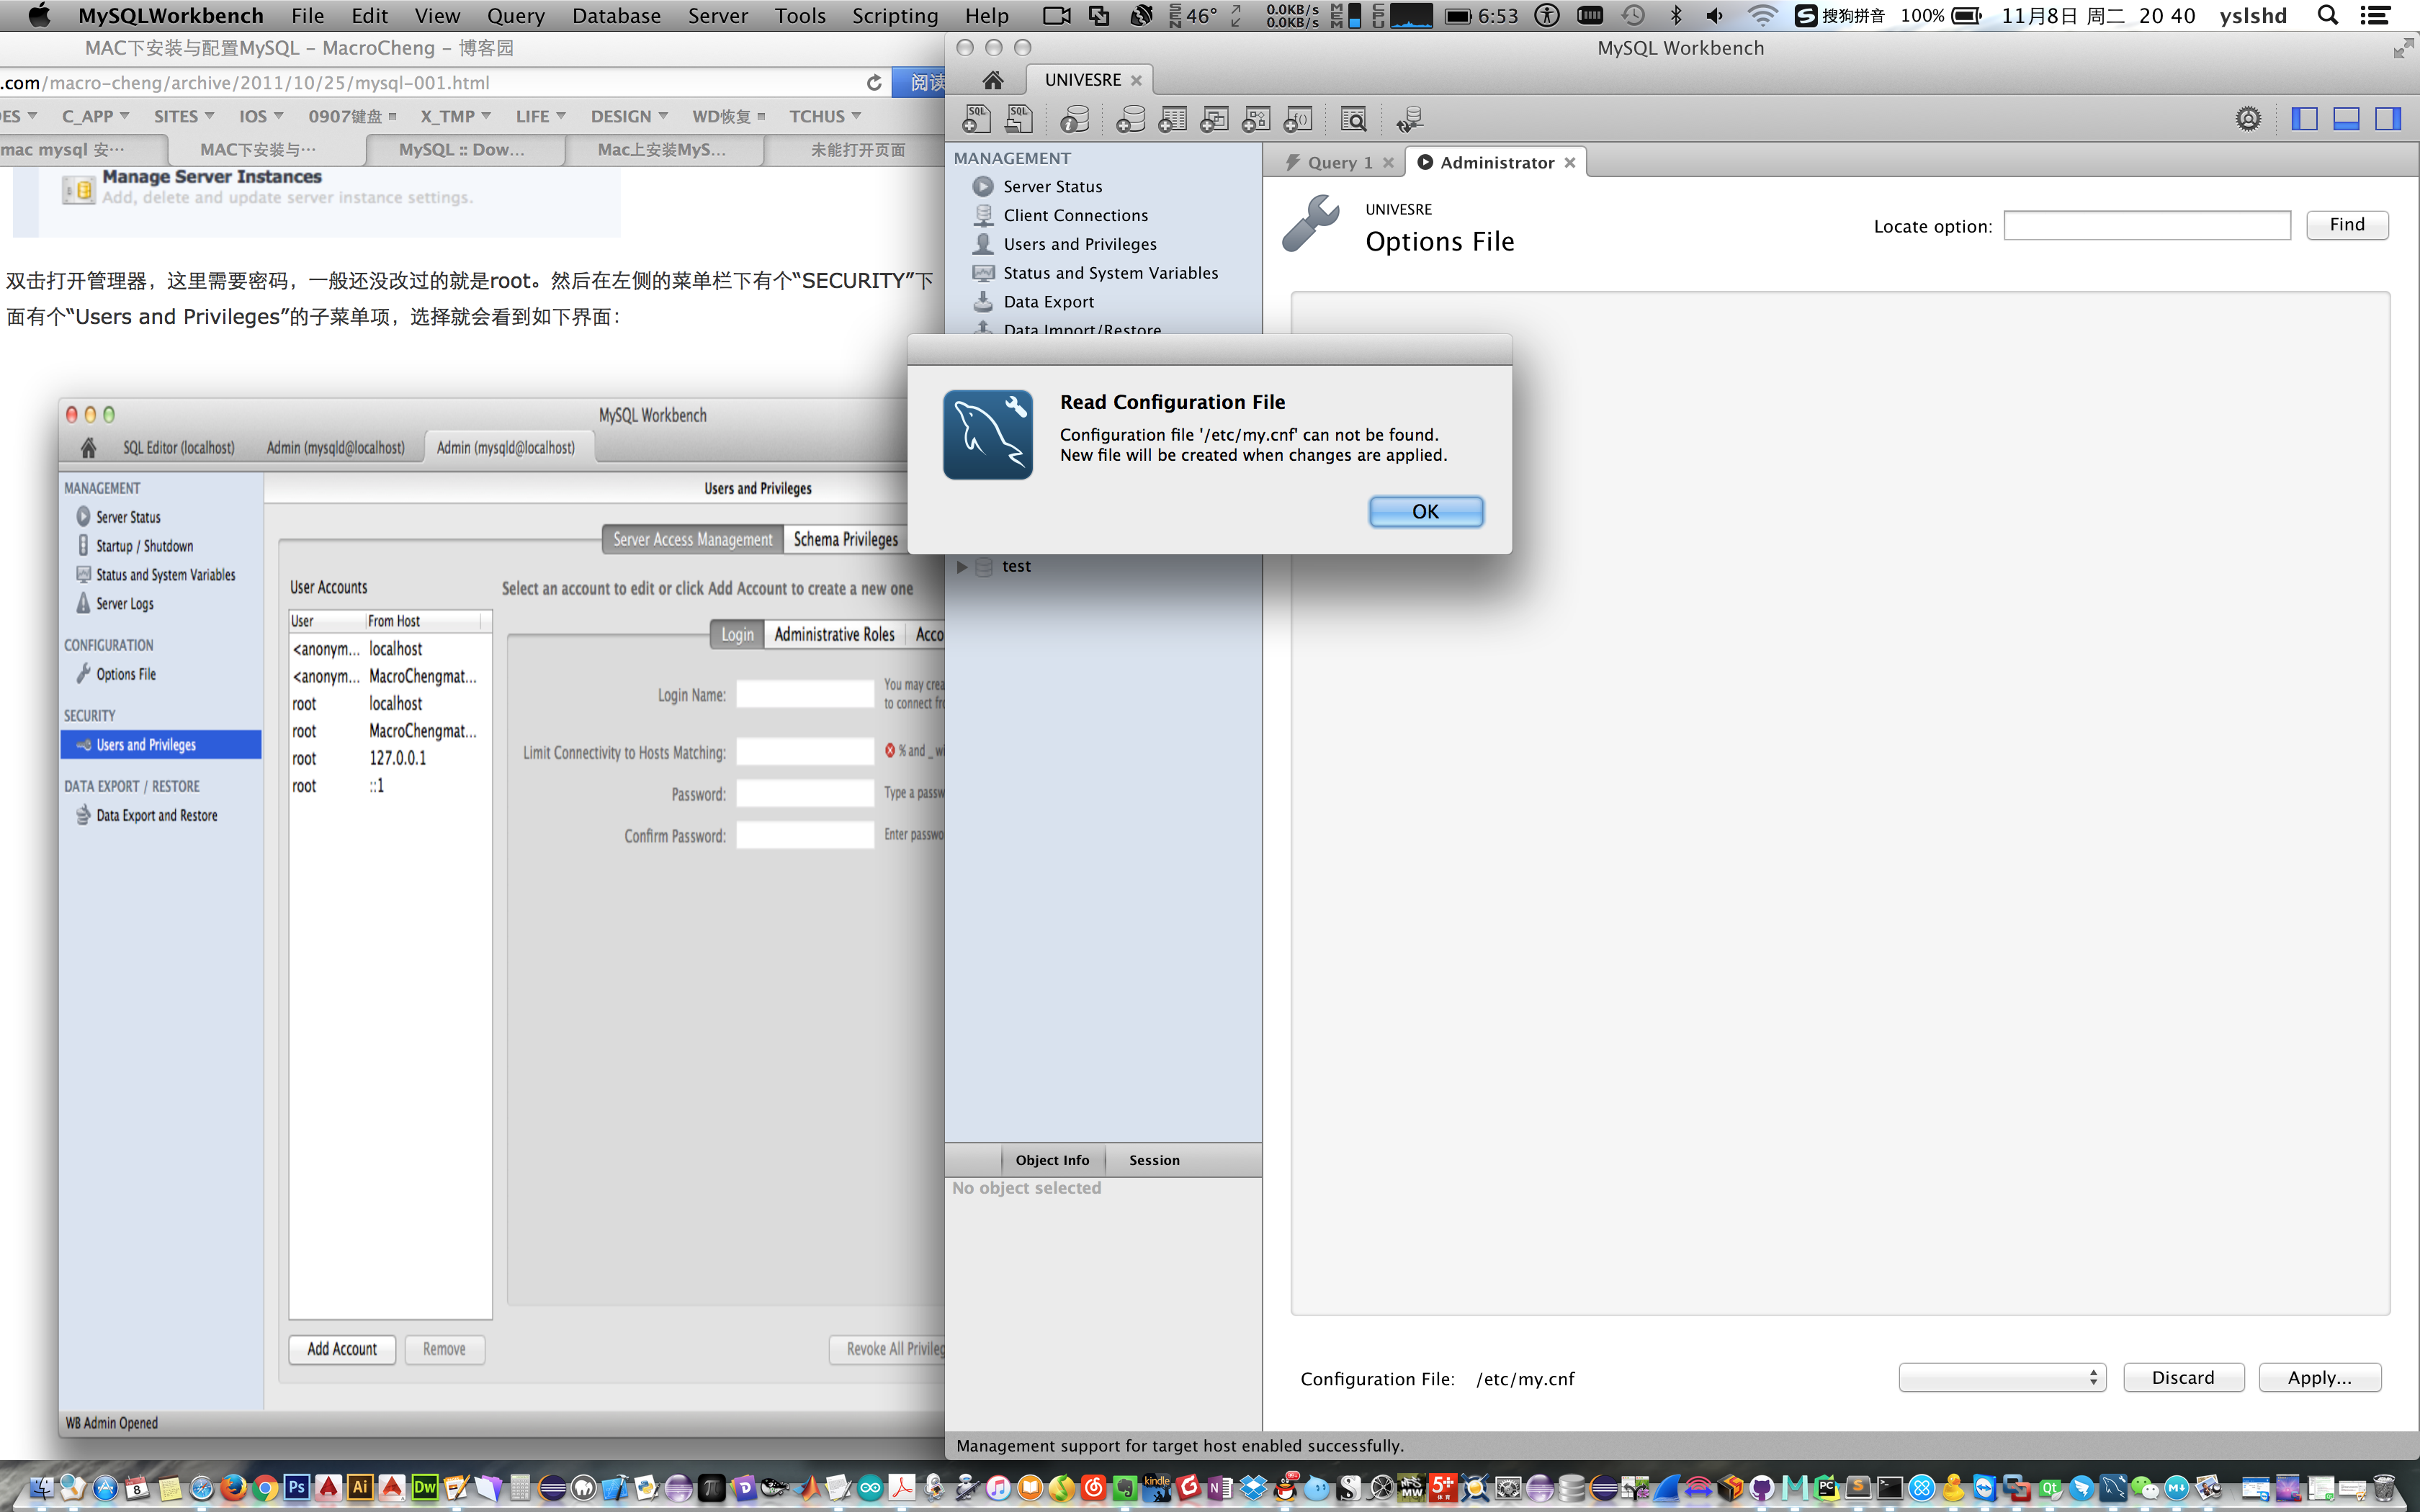 MySQLWorkbench File Edit View Query Database Server Tools Scripting Help 46° 0.0KB/s 0.0KB/s 6:53 搜狗拼音 100% 11月8日 周二 20 40 yslshd
MAC下安装与配置MySQL - MacroCheng - 博客园
.com/macro-cheng/archive/2011/10/25/mysql-001.html 阅读
ES C_APP SITES IOS 0907键盘 X_TMP LIFE DESIGN WD恢复 TCHUS
mac mysql 安… MAC下安装与… MySQL :: Dow… Mac上安装MyS… 未能打开页面
Manage Server Instances
Add, delete and update server instance settings.
双击打开管理器，这里需要密码，一般还没改过的就是root。然后在左侧的菜单栏下有个“SECURITY”下
面有个“Users and Privileges”的子菜单项，选择就会看到如下界面：
MySQL Workbench
SQL Editor (localhost) Admin (mysqld@localhost) Admin (mysqld@localhost)
MANAGEMENT
Server Status
Startup / Shutdown
Status and System Variables
Server Logs
CONFIGURATION
Options File
SECURITY
Users and Privileges
DATA EXPORT / RESTORE
Data Export and Restore
Users and Privileges
Server Access Management Schema Privileges
User Accounts
Select an account to edit or click Add Account to create a new one
User From Host
<anonym... localhost
<anonym... MacroChengmat...
root localhost
root MacroChengmat...
root 127.0.0.1
root ::1
Login Administrative Roles Acco
Login Name:
You may crea
to connect fr
Limit Connectivity to Hosts Matching:
% and _ wi
Password:
Type a passw
Confirm Password:
Enter passwo
Add Account Remove Revoke All Privileg
WB Admin Opened
MySQL Workbench
UNIVESRE
MANAGEMENT
Server Status
Client Connections
Users and Privileges
Status and System Variables
Data Export
Data Import/Restore
test
Object Info Session
No object selected
Query 1 Administrator
UNIVESRE
Options File
Locate option: Find
Read Configuration File
Configuration file '/etc/my.cnf' can not be found.
New file will be created when changes are applied.
OK
Configuration File: /etc/my.cnf Discard Apply...
Management support for target host enabled successfully.